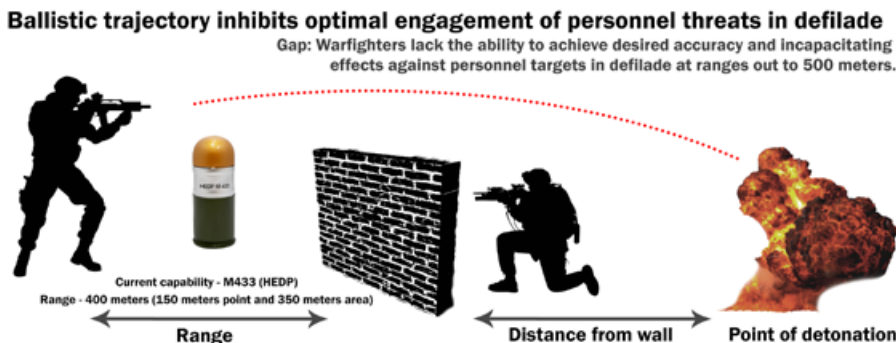 Ballistic trajectory inhibits optimal engagement of personnel threats in defilade
Gap: Warfighters lack the ability to achieve desired accuracy and incapacitating
effects against personnel targets in defilade at ranges out to 500 meters.
HEDP M433
Current capability - M433 (HEDP)
Range - 400 meters (150 meters point and 350 meters area)
Range
Distance from wall
Point of detonation